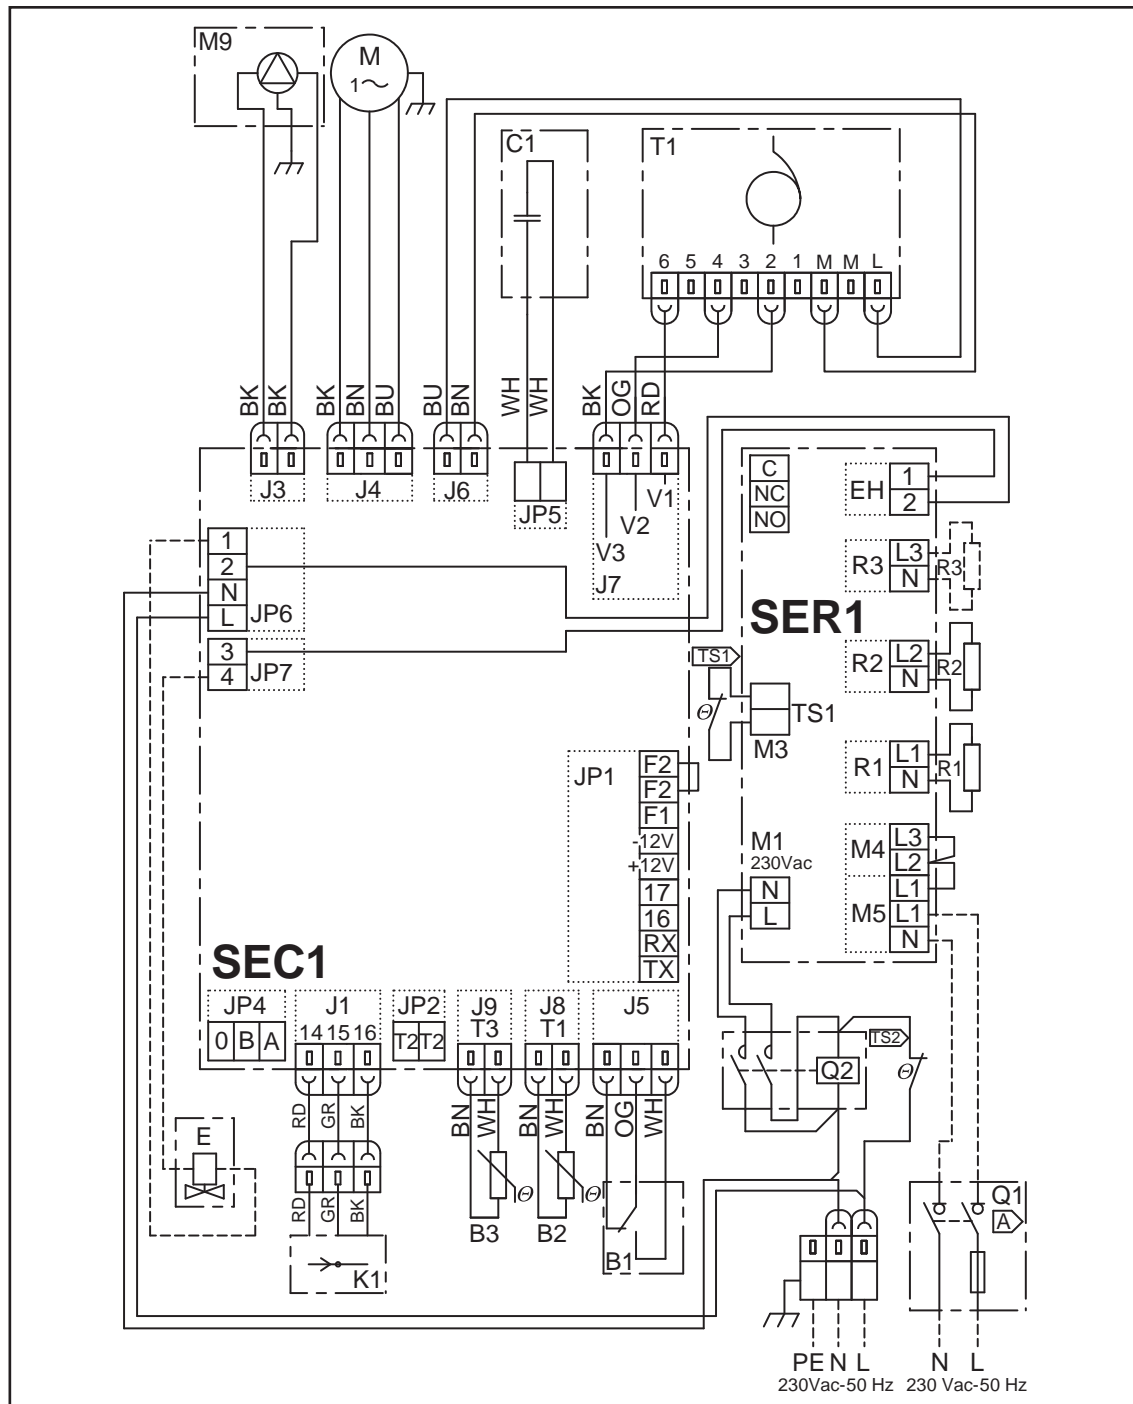 M9
M
1
C1
T1
6 5 4 3 2 1 M M L
BK BK BK BN BU BU BN WH WH BK OG RD
J3 J4 J6 JP5
V1
V2
V3
J7
1
2
N
L
JP6
3
4
JP7
C
NC
NO
EH
1
2
R3
L3
N
R3
SER1
R2
L2
N
R2
TS1
Θ
TS1
M3
R1
L1
N
R1
JP1
F2
F2
F1
-12V
+12V
17
16
RX
TX
M1
230Vac
N
L
M4
L3
L2
L1
M5
L1
N
SEC1
JP4
0 B A
J1
14 15 16
JP2
T2 T2
J9
T3
J8
T1
J5
RD GR BK
BN WH BN WH BN OG WH
Q2
TS2
Θ
E
RD GR BK
K1
Θ
B3
Θ
B2
B1
Q1
A
PE N L
230Vac-50 Hz
N L
230 Vac-50 Hz